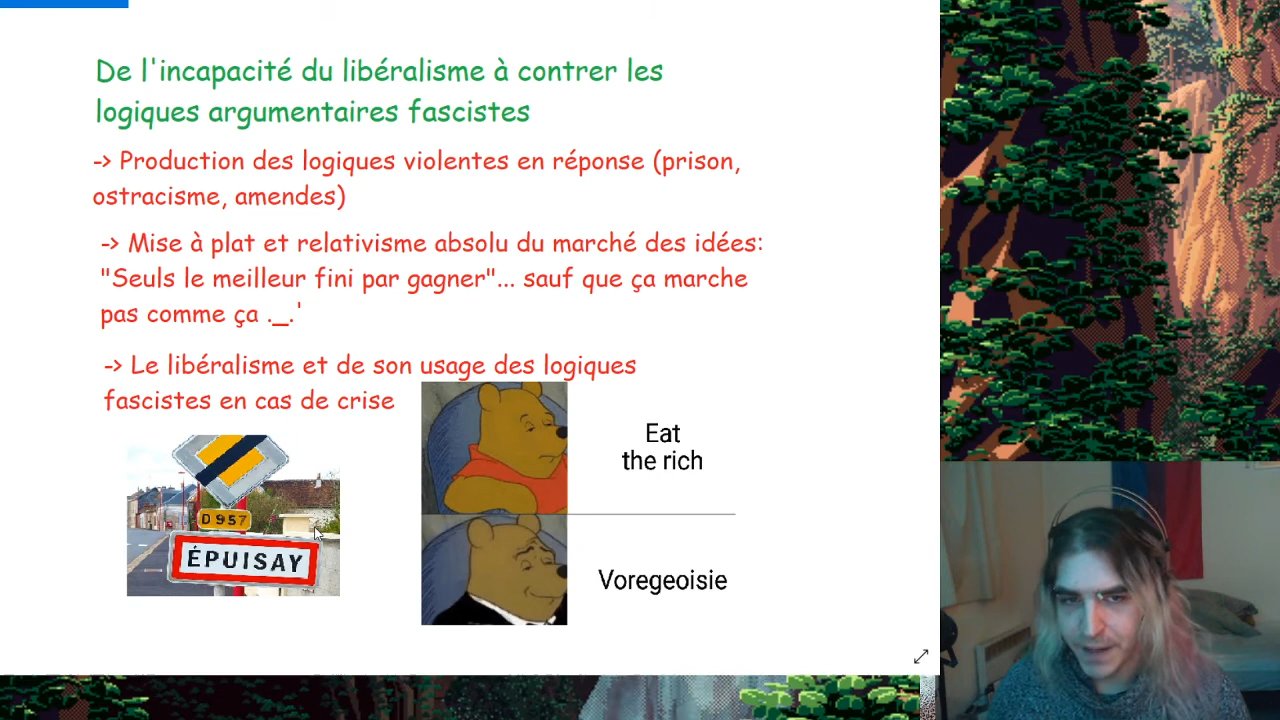 De l'incapacité du libéralisme à contrer les
logiques argumentaires fascistes
-> Production des logiques violentes en réponse (prison,
ostracisme, amendes)
-> Mise à plat et relativisme absolu du marché des idées:
"Seuls le meilleur fini par gagner"... sauf que ça marche
pas comme ça ._.'
-> Le libéralisme et de son usage des logiques
fascistes en cas de crise
D 957
ÉPUISAY
Eat
the rich
Voregeoisie